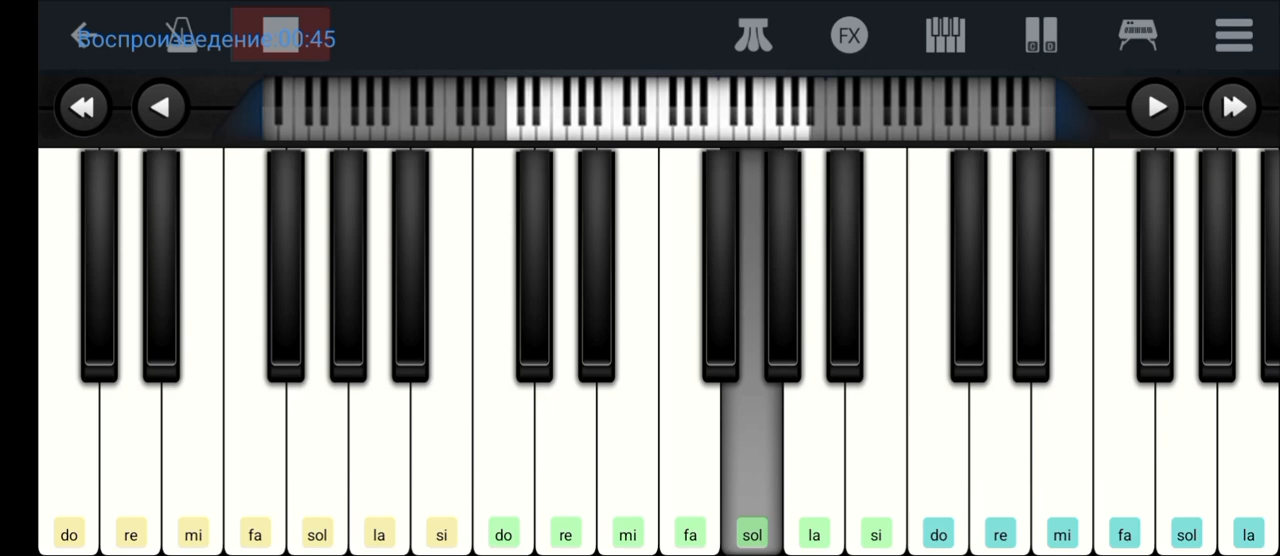 Воспроизведение:00:45
FX
do re mi fa sol la si do re mi fa sol la si do re mi fa sol la